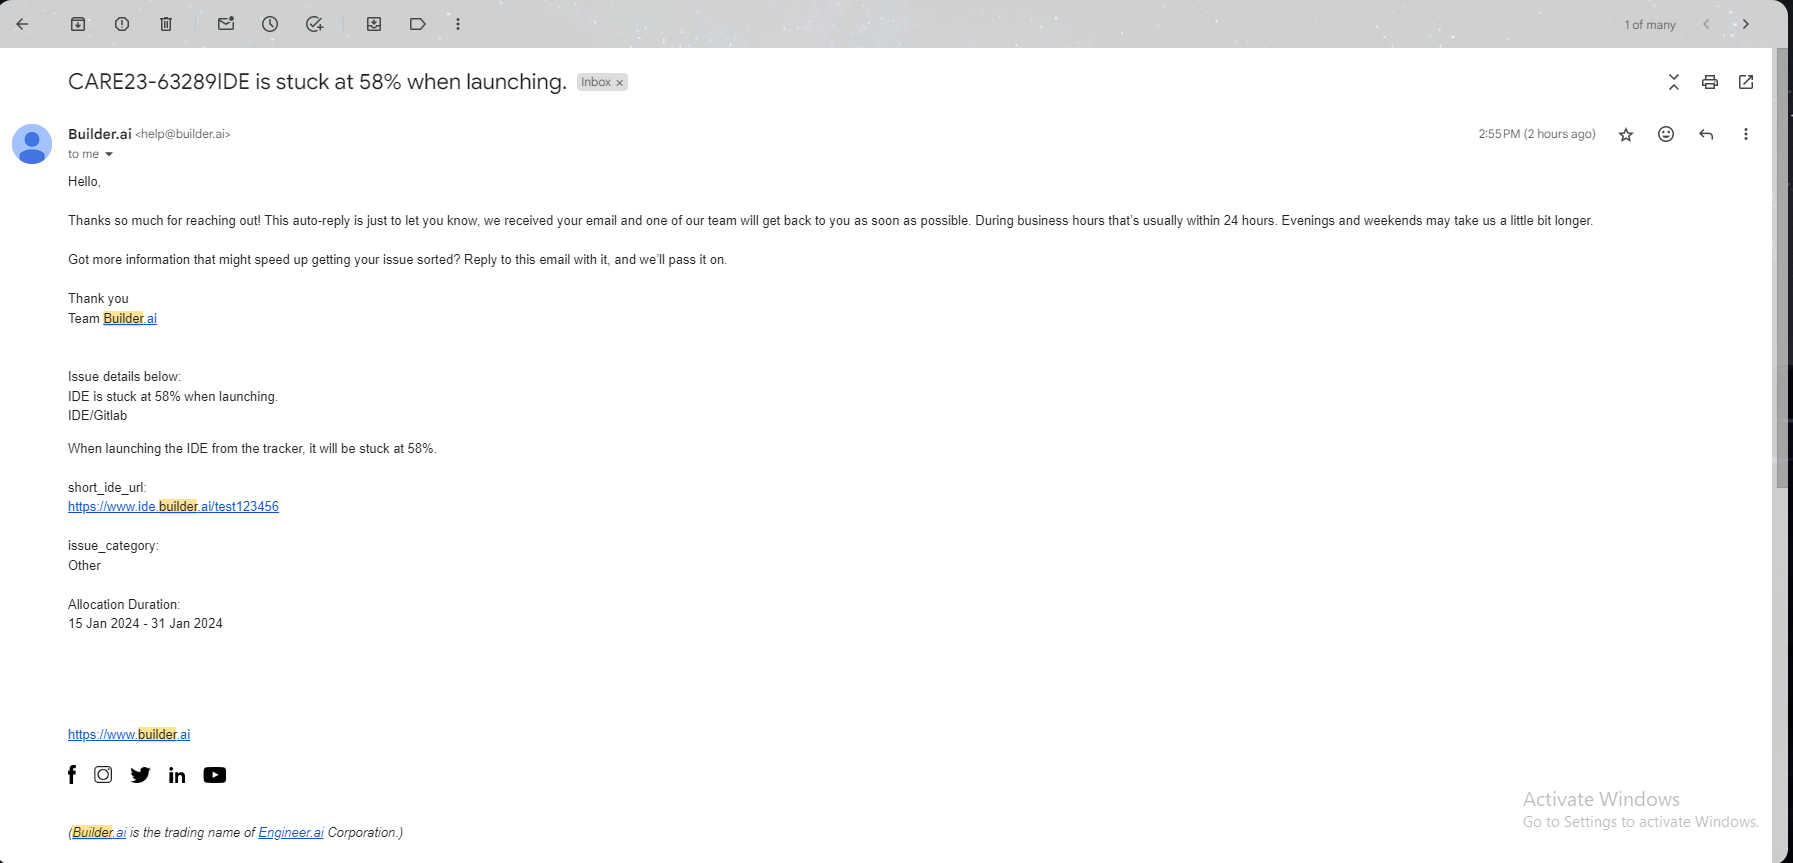 1 of many
CARE23-63289IDE is stuck at 58% when launching. Inbox ×
Builder.ai <help@builder.ai> 2:55 PM (2 hours ago)
to me
Hello,
Thanks so much for reaching out! This auto-reply is just to let you know, we received your email and one of our team will get back to you as soon as possible. During business hours that's usually within 24 hours. Evenings and weekends may take us a little bit longer.
Got more information that might speed up getting your issue sorted? Reply to this email with it, and we'll pass it on.
Thank you
Team Builder.ai
Issue details below:
IDE is stuck at 58% when launching.
IDE/Gitlab
When launching the IDE from the tracker, it will be stuck at 58%.
short_ide_url:
https://www.ide.builder.ai/test123456
issue_category:
Other
Allocation Duration:
15 Jan 2024 - 31 Jan 2024
https://www.builder.ai
(Builder.ai is the trading name of Engineer.ai Corporation.)
Activate Windows
Go to Settings to activate Windows.